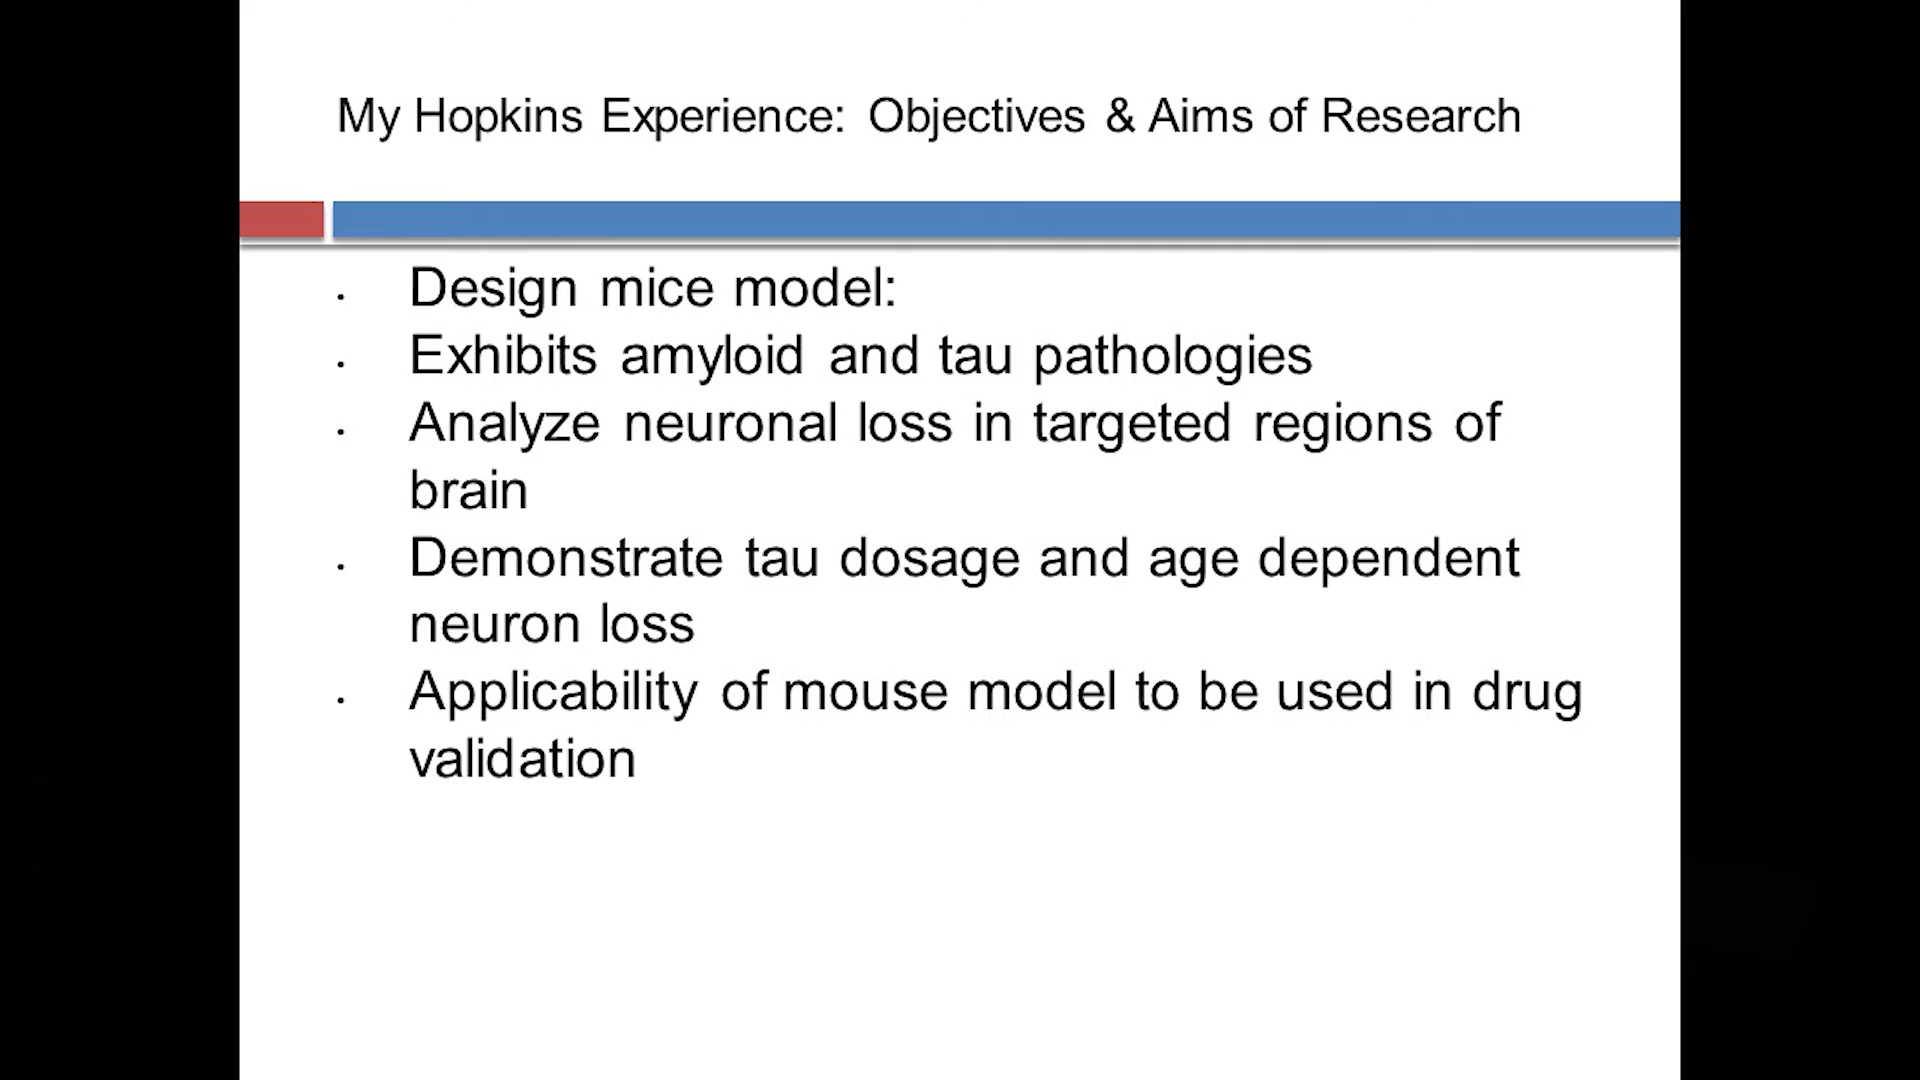 My Hopkins Experience: Objectives & Aims of Research
• Design mice model:
• Exhibits amyloid and tau pathologies
• Analyze neuronal loss in targeted regions of
brain
• Demonstrate tau dosage and age dependent
neuron loss
• Applicability of mouse model to be used in drug
validation